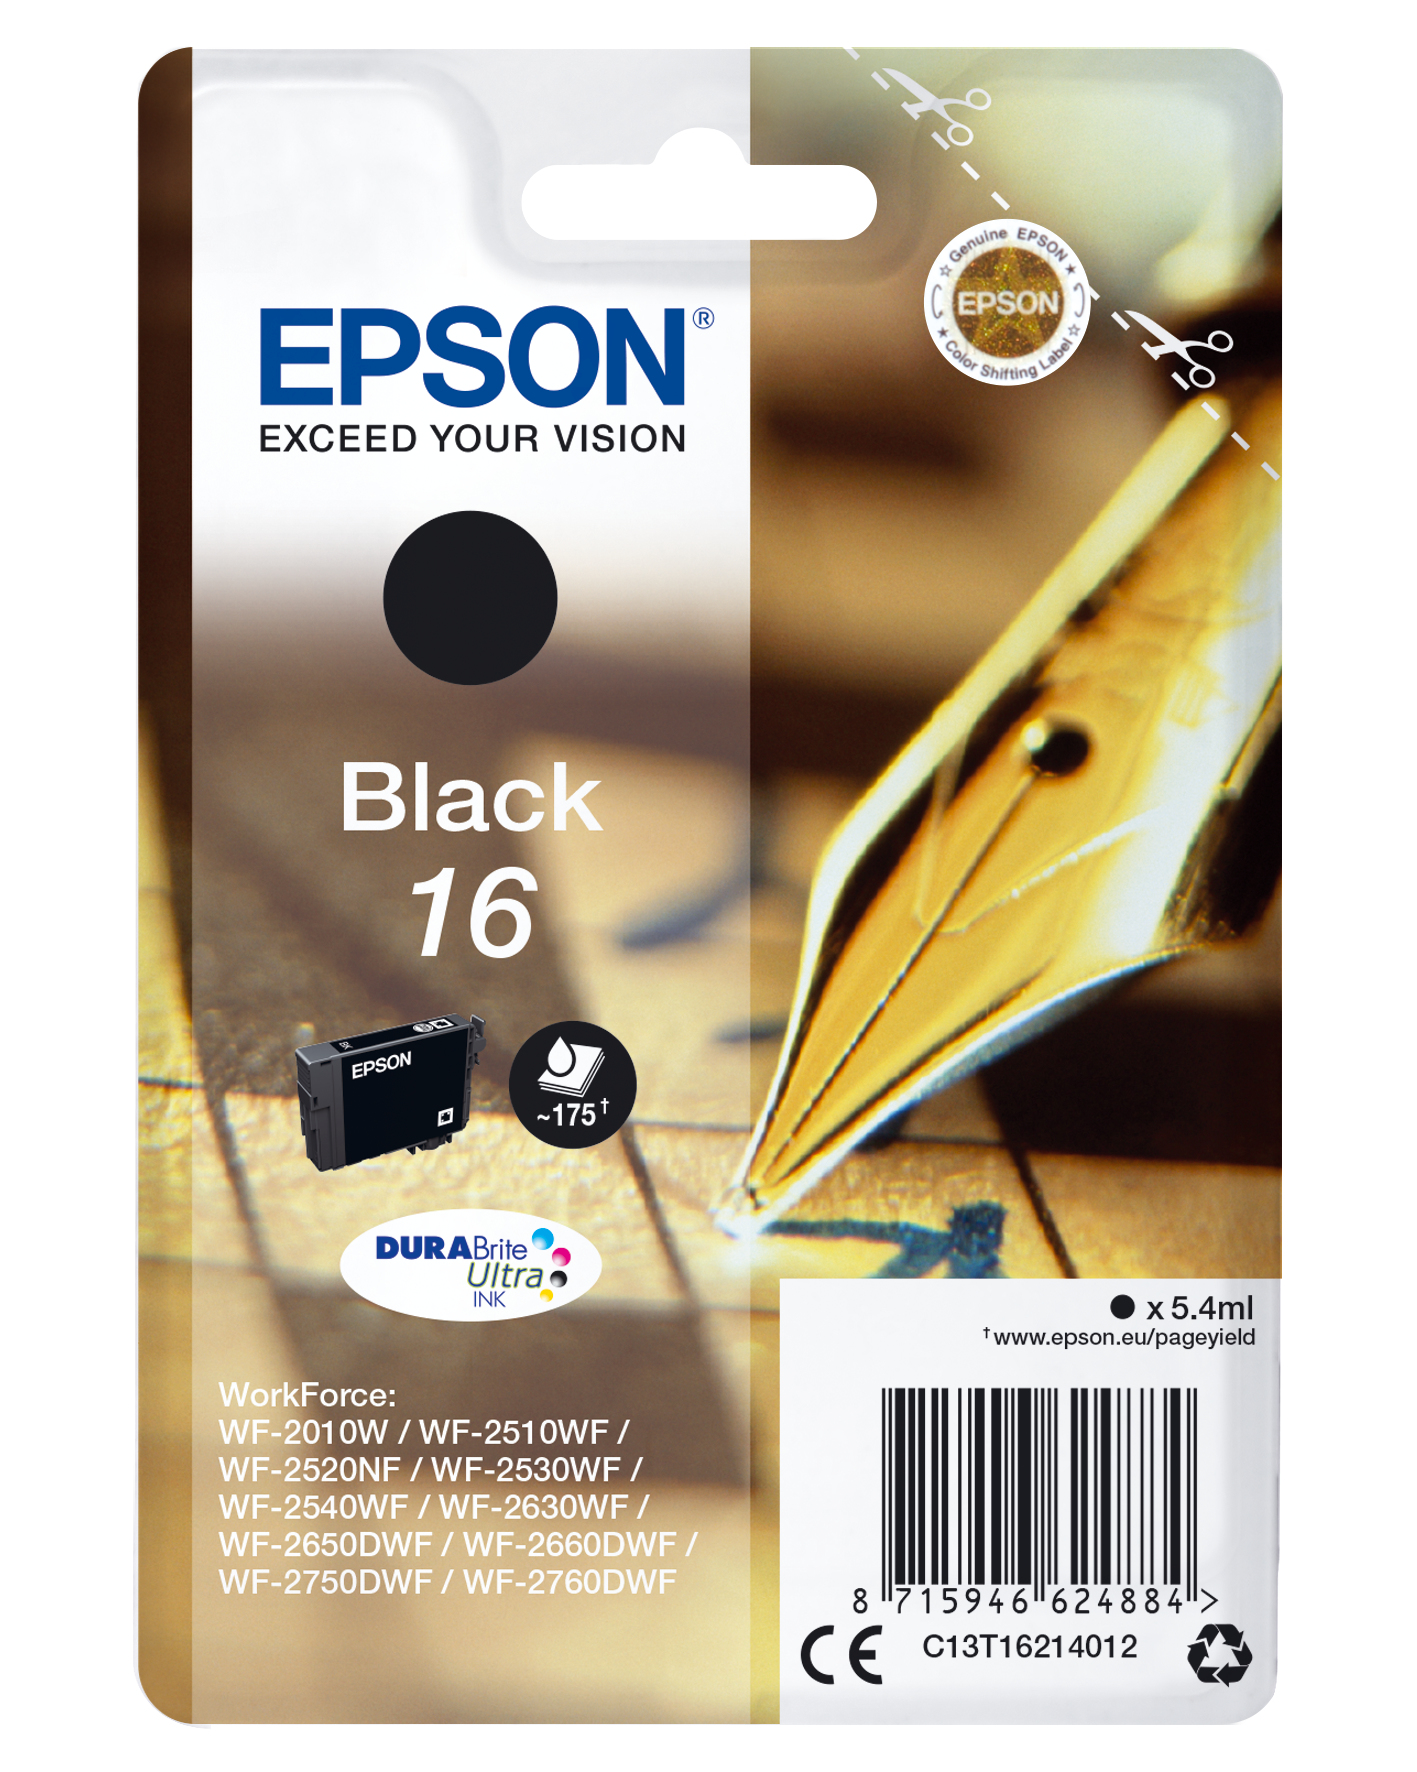 Genuine EPSON
EPSON
Color Shifting Label
EPSON®
EXCEED YOUR VISION
Black
16
BK
EPSON
~175†
DURABrite
Ultra
INK
x 5.4ml
†www.epson.eu/pageyield
WorkForce:
WF-2010W / WF-2510WF /
WF-2520NF / WF-2530WF /
WF-2540WF / WF-2630WF /
WF-2650DWF / WF-2660DWF /
WF-2750DWF / WF-2760DWF
8 715946 624884 >
CE
C13T16214012